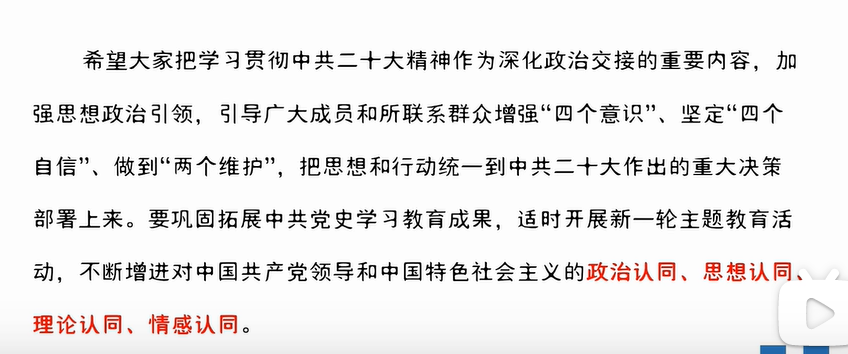 希望大家把学习贯彻中共二十大精神作为深化政治交接的重要内容，加
强思想政治引领，引导广大成员和所联系群众增强“四个意识”、坚定“四个
自信”、做到“两个维护”，把思想和行动统一到中共二十大作出的重大决策
部署上来。要巩固拓展中共党史学习教育成果，适时开展新一轮主题教育活
动，不断增进对中国共产党领导和中国特色社会主义的政治认同、思想认同、
理论认同、情感认同。